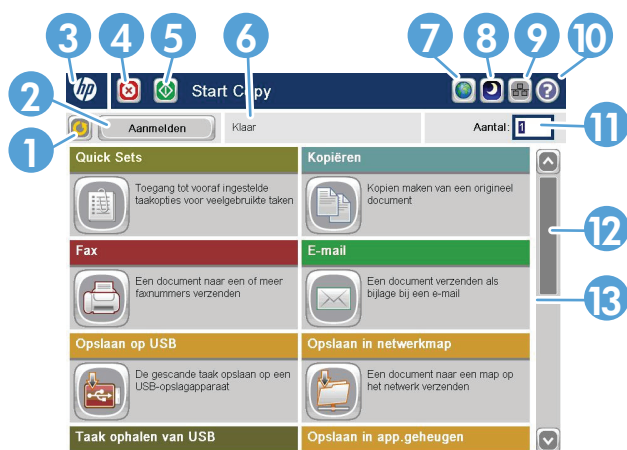 3 4 5 6 7 8 9 10
hp Start Copy ?
2 Aanmelden Klaar Aantal: 1 11
1
Quick Sets
Toegang tot vooraf ingestelde
taakopties voor veelgebruikte taken
Kopiëren
Kopien maken van een origineel
document
12
Fax
Een document naar een of meer
faxnummers verzenden
E-mail
Een document verzenden als
bijlage bij een e-mail
13
Opslaan op USB
De gescande taak opslaan op een
USB-opslagapparaat
Opslaan in netwerkmap
Een document naar een map op
het netwerk verzenden
Taak ophalen van USB
Opslaan in app.geheugen